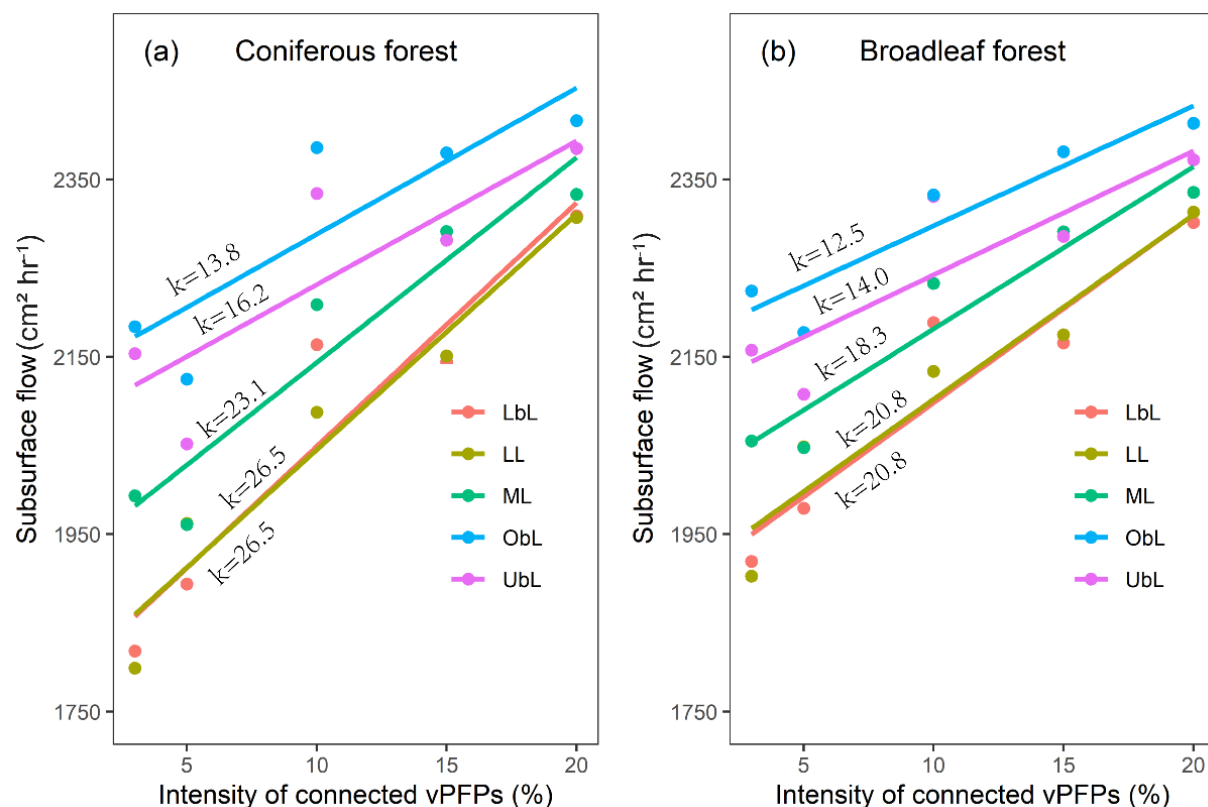 (a) Coniferous forest
Subsurface flow (cm² hr⁻¹)
2350
2150
1950
1750
k=13.8
k=16.2
k=23.1
k=26.5
k=26.5
LbL
LL
ML
ObL
UbL
5 10 15 20
Intensity of connected vPFPs (%)
(b) Broadleaf forest
Subsurface flow (cm² hr⁻¹)
2350
2150
1950
1750
k=12.5
k=14.0
k=18.3
k=20.8
k=20.8
LbL
LL
ML
ObL
UbL
5 10 15 20
Intensity of connected vPFPs (%)